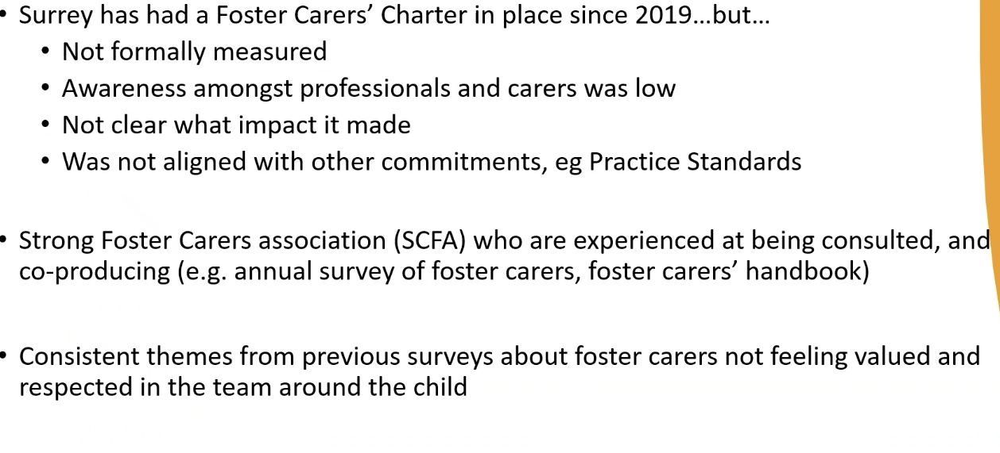 • Surrey has had a Foster Carers’ Charter in place since 2019...but...
• Not formally measured
• Awareness amongst professionals and carers was low
• Not clear what impact it made
• Was not aligned with other commitments, eg Practice Standards
• Strong Foster Carers association (SCFA) who are experienced at being consulted, and
co-producing (e.g. annual survey of foster carers, foster carers’ handbook)
• Consistent themes from previous surveys about foster carers not feeling valued and
respected in the team around the child